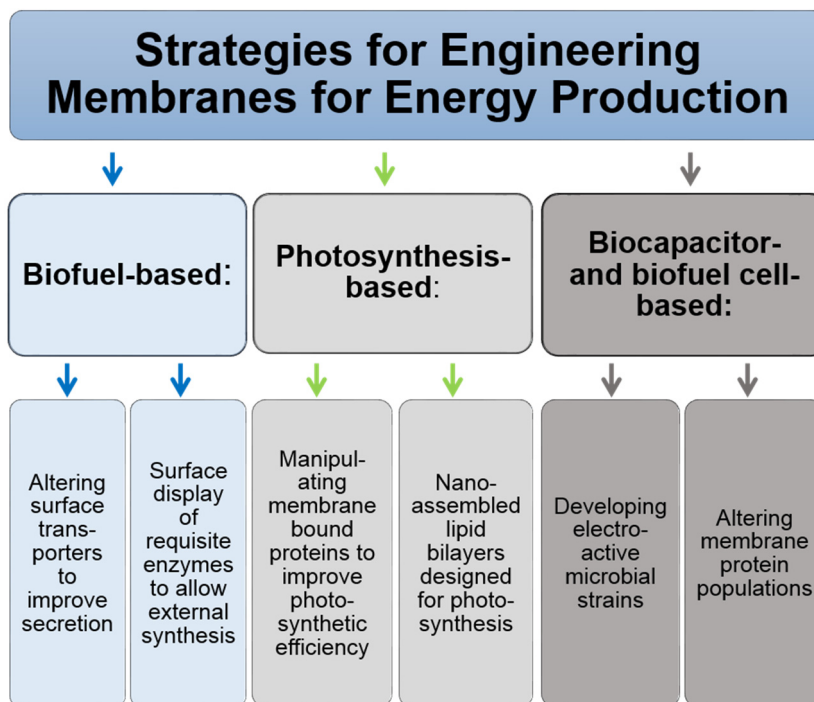 Strategies for Engineering
Membranes for Energy Production
Biofuel-based:
Photosynthesis-
based:
Biocapacitor-
and biofuel cell-
based:
Altering
surface
trans-
porters
to
improve
secretion
Surface
display
of
requisite
enzymes
to allow
external
synthesis
Manipul-
ating
membrane
bound
proteins to
improve
photo-
synthetic
efficiency
Nano-
assembled
lipid
bilayers
designed
for photo-
synthesis
Developing
electro-
active
microbial
strains
Altering
membrane
protein
populations